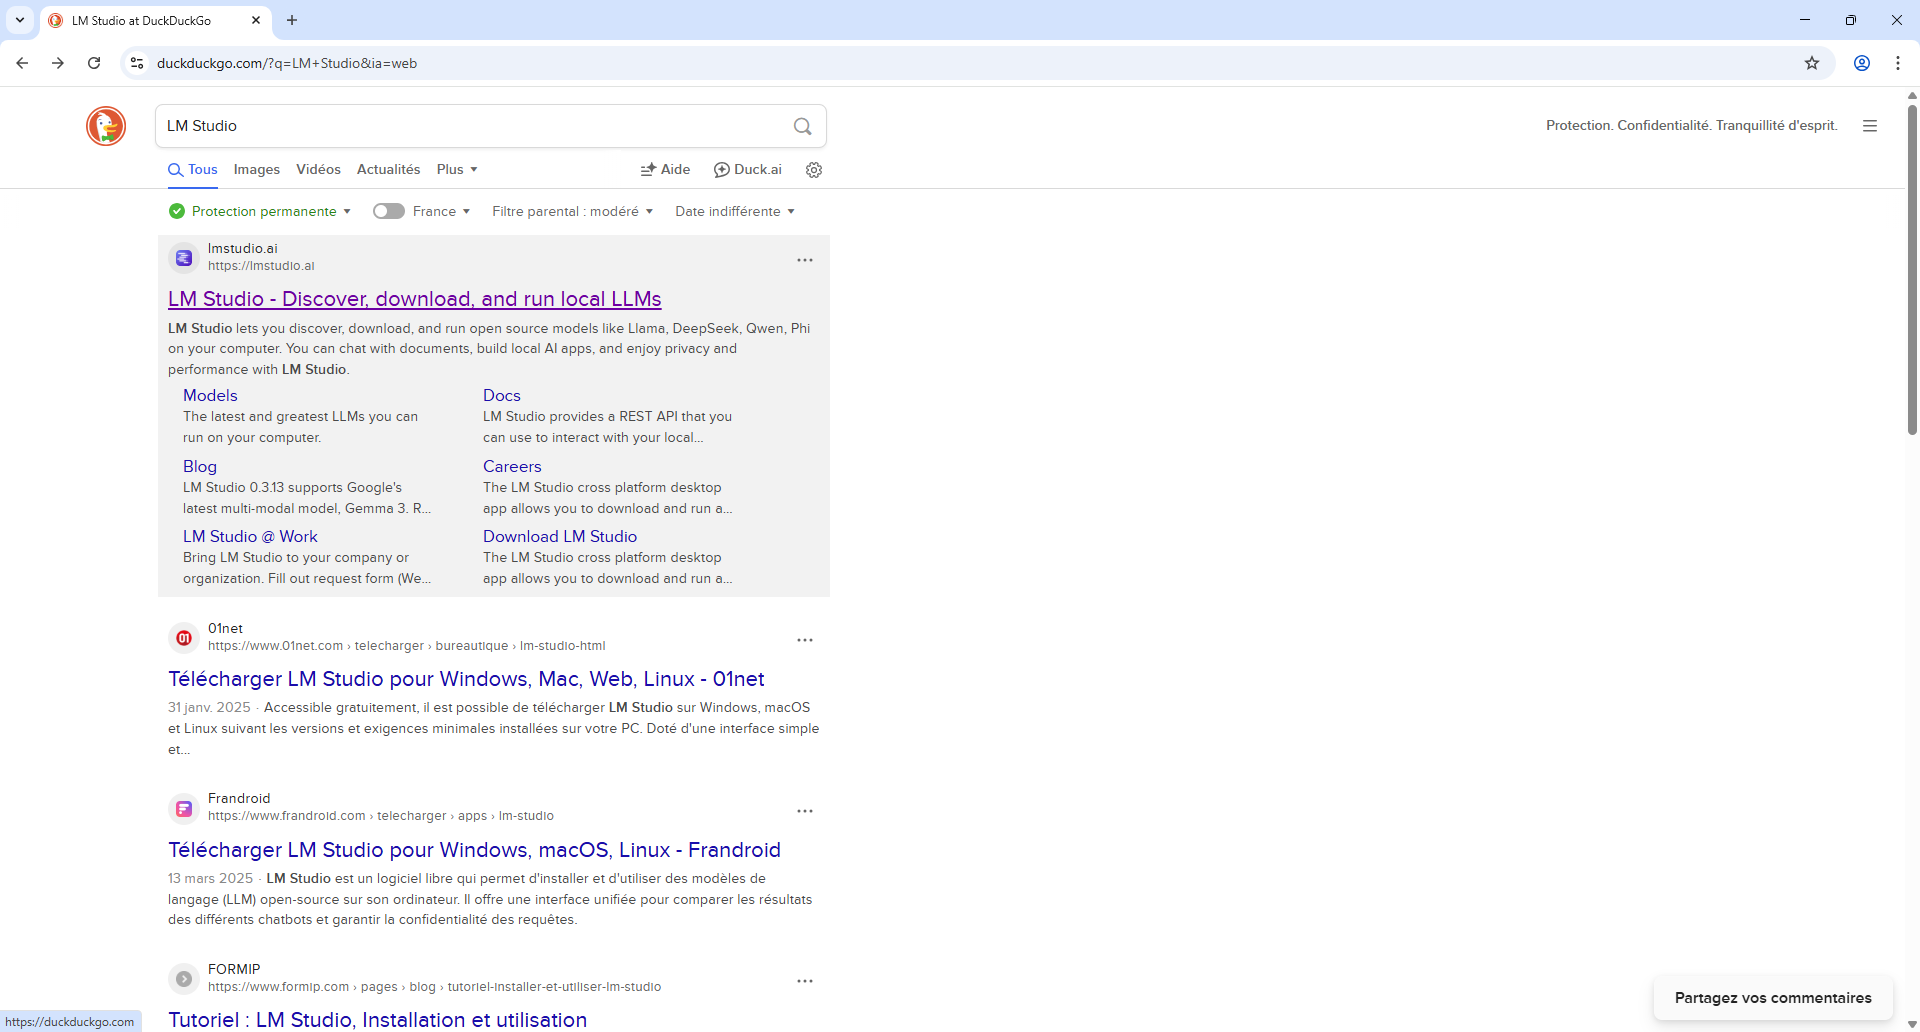 LM Studio at DuckDuckGo
duckduckgo.com/?q=LM+Studio&ia=web
LM Studio
Protection. Confidentialité. Tranquillité d'esprit.
Tous Images Vidéos Actualités Plus Aide Duck.ai
Protection permanente France Filtre parental : modéré Date indifférente
lmstudio.ai
https://lmstudio.ai
LM Studio - Discover, download, and run local LLMs
LM Studio lets you discover, download, and run open source models like Llama, DeepSeek, Qwen, Phi
on your computer. You can chat with documents, build local AI apps, and enjoy privacy and
performance with LM Studio.
Models
The latest and greatest LLMs you can
run on your computer.
Docs
LM Studio provides a REST API that you
can use to interact with your local...
Blog
LM Studio 0.3.13 supports Google's
latest multi-modal model, Gemma 3. R...
Careers
The LM Studio cross platform desktop
app allows you to download and run a...
LM Studio @ Work
Bring LM Studio to your company or
organization. Fill out request form (We...
Download LM Studio
The LM Studio cross platform desktop
app allows you to download and run a...
01
01net
https://www.01net.com › telecharger › bureautique › lm-studio-html
Télécharger LM Studio pour Windows, Mac, Web, Linux - 01net
31 janv. 2025 · Accessible gratuitement, il est possible de télécharger LM Studio sur Windows, macOS
et Linux suivant les versions et exigences minimales installées sur votre PC. Doté d'une interface simple
et...
Frandroid
https://www.frandroid.com › telecharger › apps › lm-studio
Télécharger LM Studio pour Windows, macOS, Linux - Frandroid
13 mars 2025 · LM Studio est un logiciel libre qui permet d'installer et d'utiliser des modèles de
langage (LLM) open-source sur son ordinateur. Il offre une interface unifiée pour comparer les résultats
des différents chatbots et garantir la confidentialité des requêtes.
FORMIP
https://www.formip.com › pages › blog › tutoriel-installer-et-utiliser-lm-studio
Tutoriel : LM Studio, Installation et utilisation
Partagez vos commentaires
https://duckduckgo.com